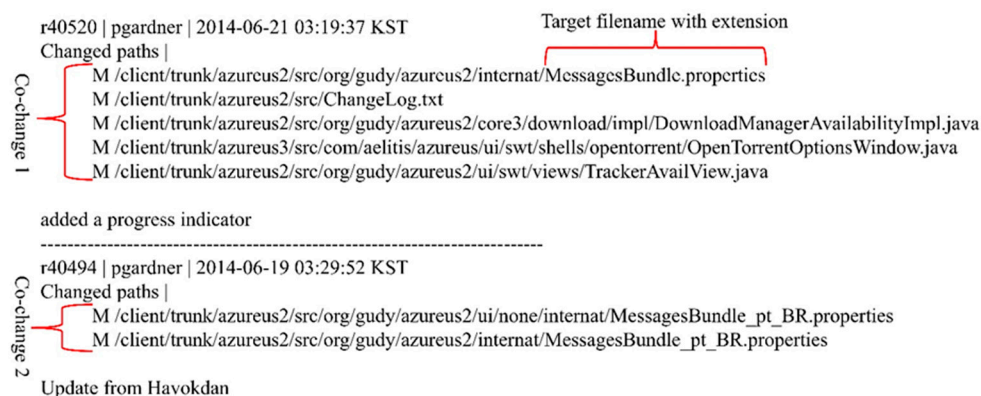 r40520 | pgardner | 2014-06-21 03:19:37 KST
Target filename with extension
Changed paths |
M /client/trunk/azureus2/src/org/gudy/azureus2/internat/MessagesBundle.properties
M /client/trunk/azureus2/src/ChangeLog.txt
M /client/trunk/azureus2/src/org/gudy/azureus2/core3/download/impl/DownloadManagerAvailabilityImpl.java
M /client/trunk/azureus3/src/com/aelitis/azureus/ui/swt/shells/opentorrent/OpenTorrentOptionsWindow.java
M /client/trunk/azureus2/src/org/gudy/azureus2/ui/swt/views/TrackerAvailView.java
Co-change 1
added a progress indicator
----------------------------------------------------------------------------
r40494 | pgardner | 2014-06-19 03:29:52 KST
Changed paths |
M /client/trunk/azureus2/src/org/gudy/azureus2/ui/none/internat/MessagesBundle_pt_BR.properties
M /client/trunk/azureus2/src/org/gudy/azureus2/internat/MessagesBundle_pt_BR.properties
Co-change 2
Update from Havokdan